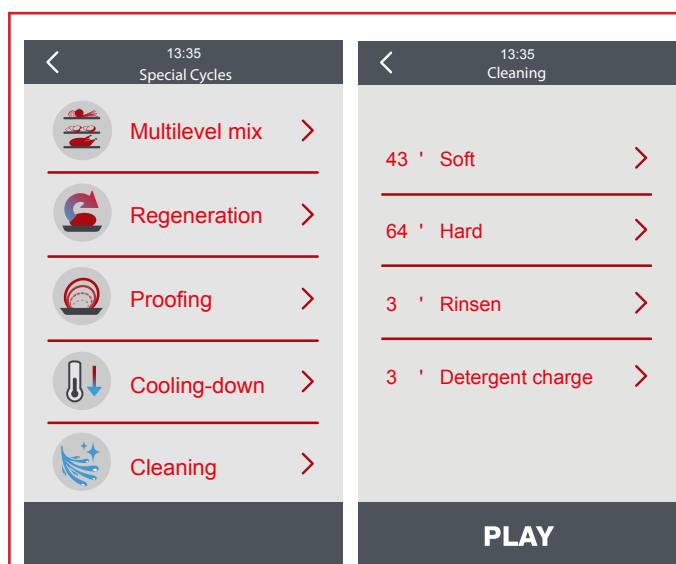 13:35
Special Cycles
Multilevel mix
Regeneration
Proofing
Cooling-down
Cleaning
13:35
Cleaning
43 ' Soft
64 ' Hard
3 ' Rinsen
3 ' Detergent charge
PLAY